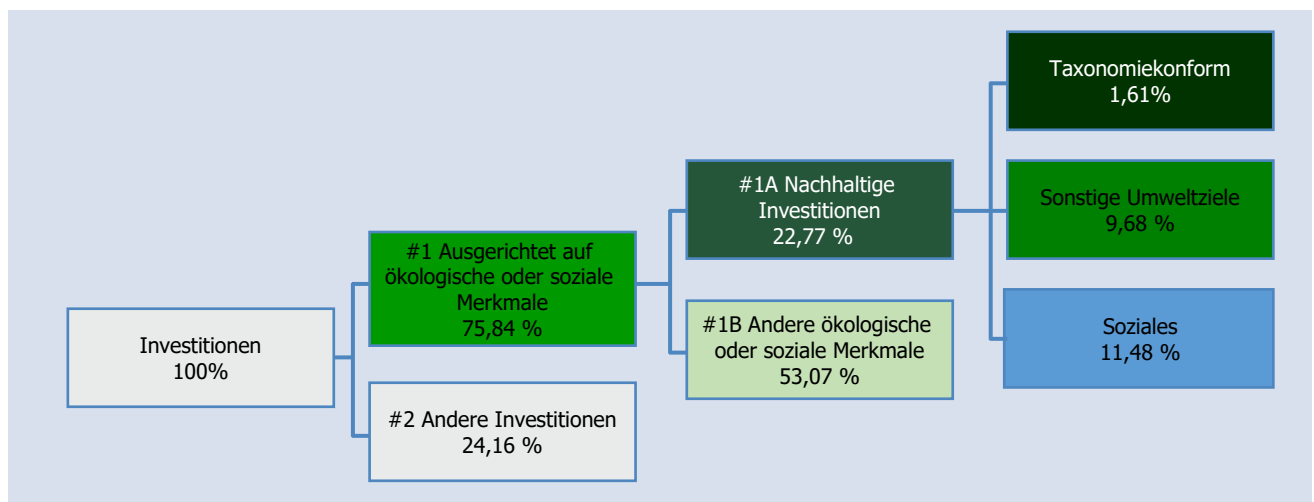 Investitionen
100%
#1 Ausgerichtet auf
ökologische oder soziale
Merkmale
75,84 %
#2 Andere Investitionen
24,16 %
#1A Nachhaltige
Investitionen
22,77 %
#1B Andere ökologische
oder soziale Merkmale
53,07 %
Taxonomiekonform
1,61%
Sonstige Umweltziele
9,68 %
Soziales
11,48 %